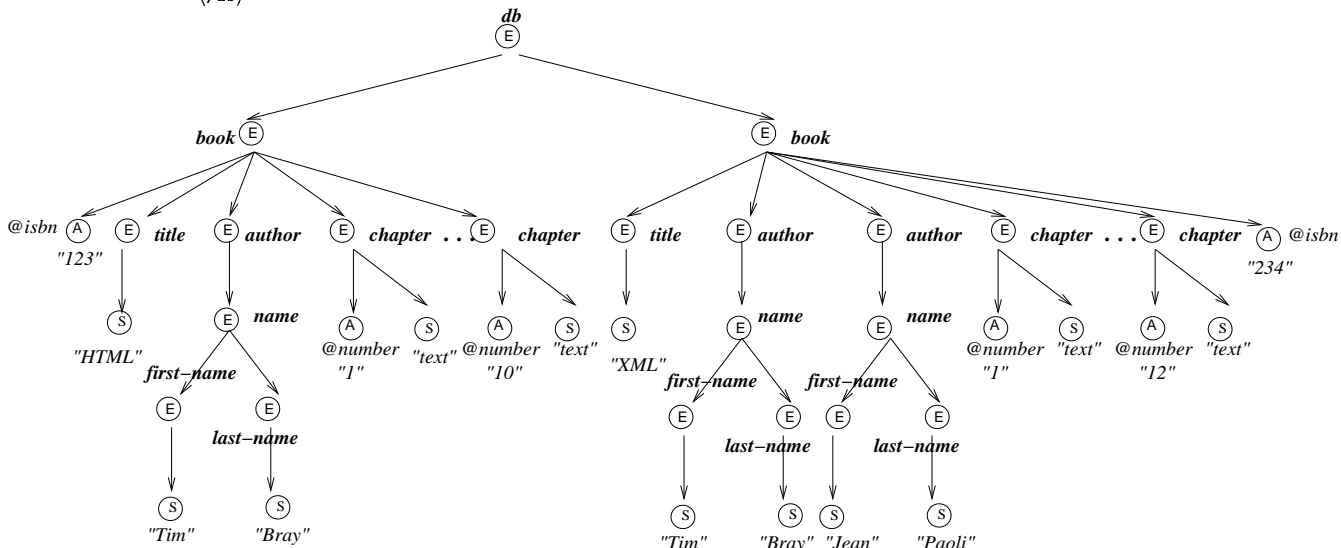 db
E
book E E book
@isbn A E title E author E chapter . . . E chapter E title E author E author E chapter . . . E chapter A @isbn
"123" "234"
S E name A S A S S E name E name A S A S
"HTML" @number "text" @number "text" "XML" @number "text" @number "text"
"1" "10" "1" "12"
first−name first−name first−name
E E E E E E
last−name last−name last−name
S S S S S S
"Tim" "Bray" "Tim" "Bray" "Jean" "Paoli"